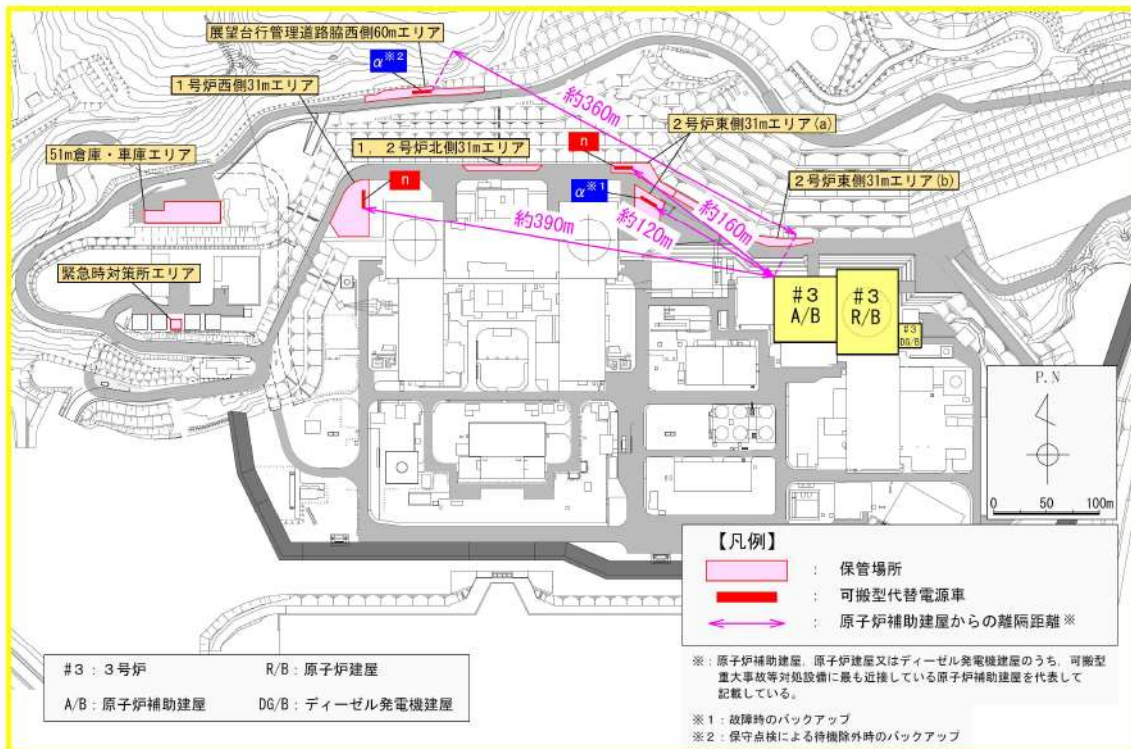 展望台行管理道路脇西側60mエリア
α※2
1号炉西側31mエリア
約360m
2号炉東側31mエリア(a)
n
1，2号炉北側31mエリア
51m倉庫・車庫エリア
n
α※1
2号炉東側31mエリア(b)
約160m
約390m
約120m
緊急時対策所エリア
#3
A/B
#3
R/B
#3
DG/B
P.N
0 50 100m
【凡例】
： 保管場所
： 可搬型代替電源車
： 原子炉補助建屋からの離隔距離※
#3：3号炉 R/B：原子炉建屋
A/B：原子炉補助建屋 DG/B：ディーゼル発電機建屋
※：原子炉補助建屋，原子炉建屋又はディーゼル発電機建屋のうち，可搬型
重大事故等対処設備に最も近接している原子炉補助建屋を代表して
記載している。
※1：故障時のバックアップ
※2：保守点検による待機除外時のバックアップ